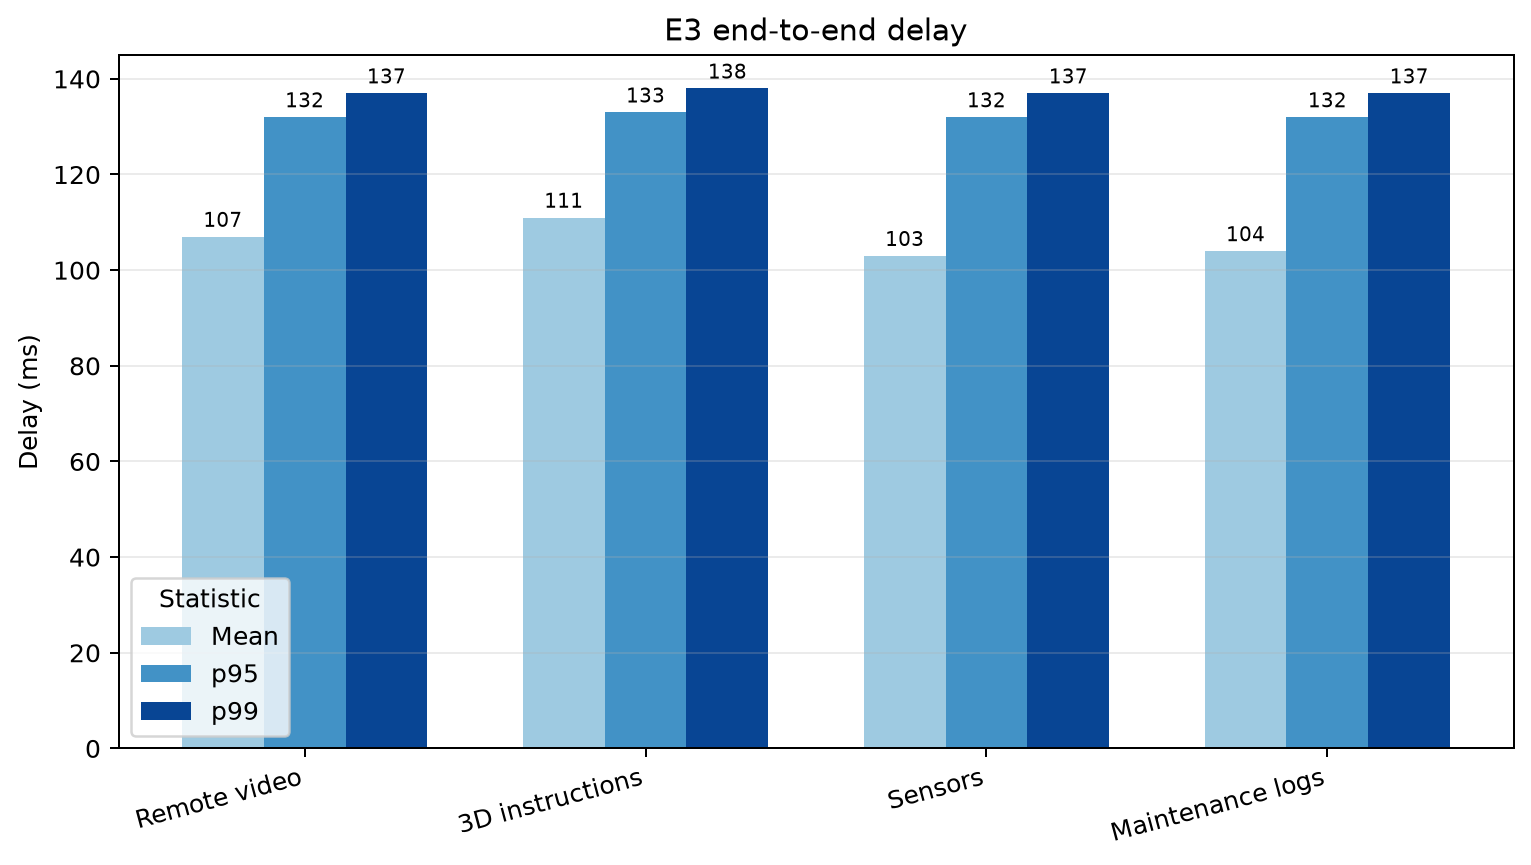 E3 end-to-end delay
Delay (ms)
140
120
100
80
60
40
20
0
107
132
137
111
133
138
103
132
137
104
132
137
Statistic
Mean
p95
p99
Remote video
3D instructions
Sensors
Maintenance logs